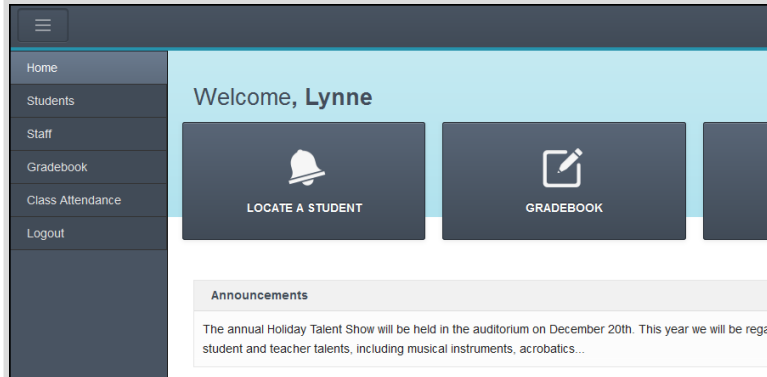 Home
Students
Staff
Gradebook
Class Attendance
Logout
Welcome, Lynne
LOCATE A STUDENT
GRADEBOOK
Announcements
The annual Holiday Talent Show will be held in the auditorium on December 20th. This year we will be
student and teacher talents, including musical instruments, acrobatics...